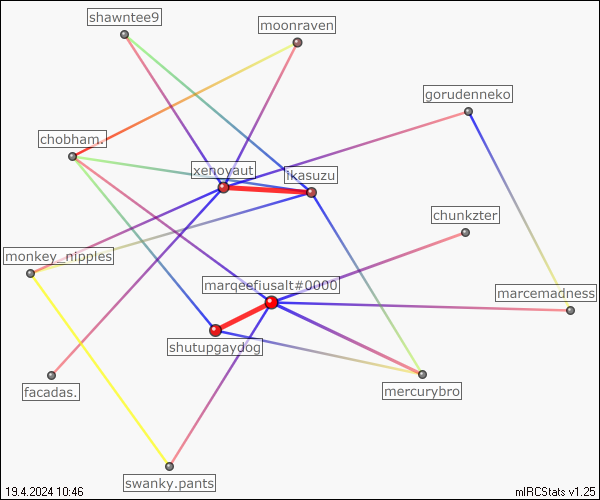 shawntee9
moonraven
gorudenneko
chobham.
xenoyaut
ikasuzu
chunkzter
monkey_nipples
marqeefiusalt#0000
marcemadness
shutupgaydog
facadas.
mercurybro
swanky.pants
19.4.2024 10:46
mIRCStats v1.25